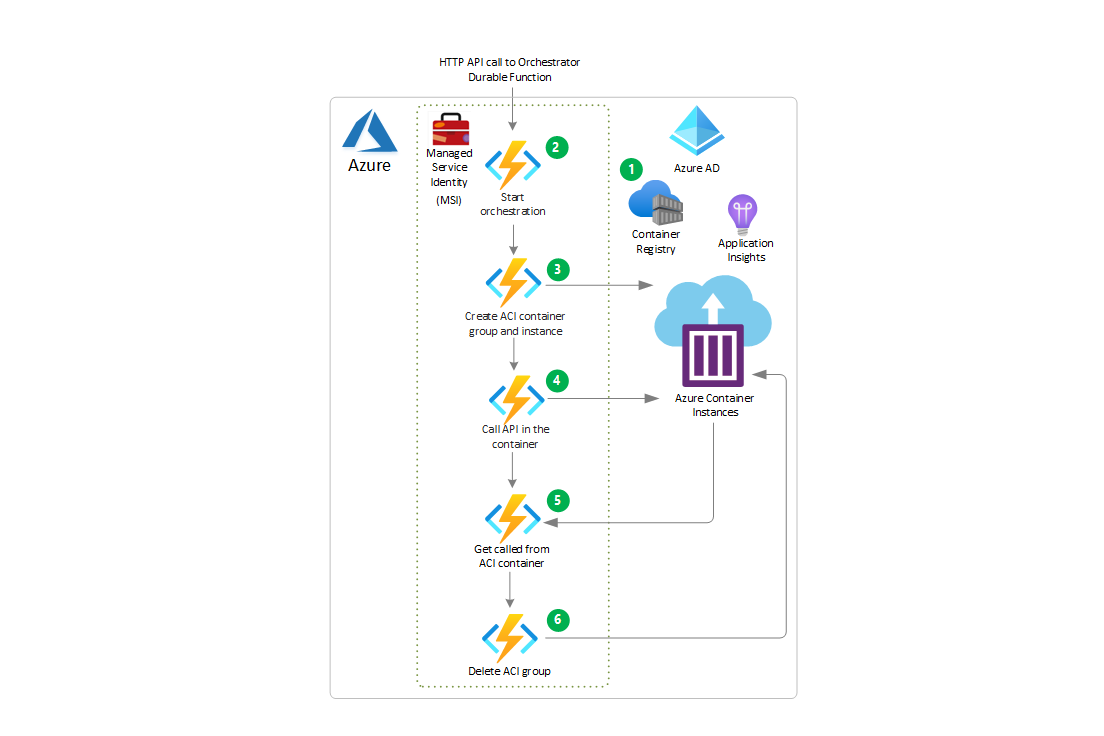 HTTP API call to Orchestrator
Durable Function
Azure
Managed
Service
Identity
(MSI)
2
Start
orchestration
Azure AD
1
Container
Registry
Application
Insights
3
Create ACI container
group and instance
4
Call API in the
container
Azure Container
Instances
5
Get called from
ACI container
6
Delete ACI group